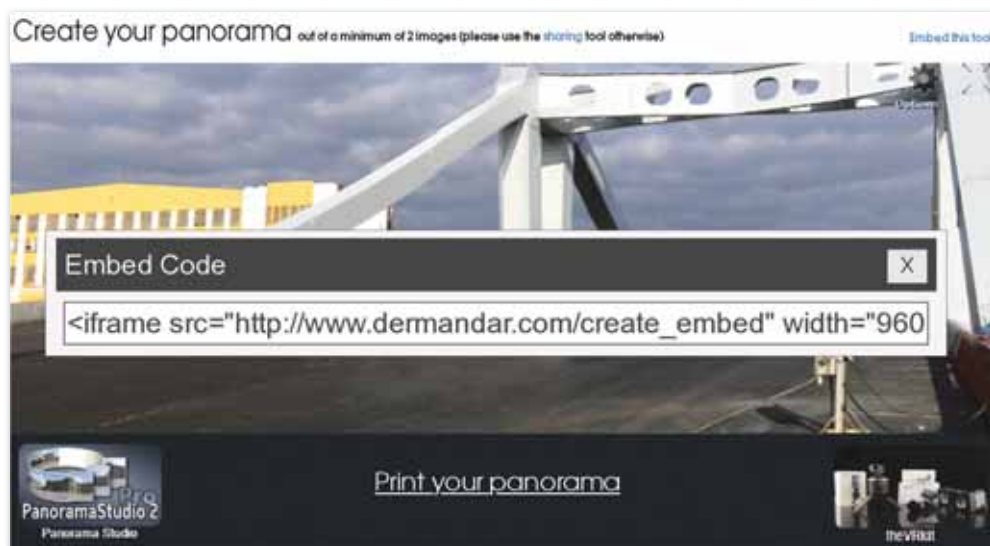 Create your panorama out of a minimum of 2 images (please use the sharing tool otherwise)
Embed this tool
Options
Embed Code
X
<iframe src="http://www.dermandar.com/create_embed" width="960
Print your panorama
Pro
PanoramaStudio 2
Panorama Studio
theVRkit